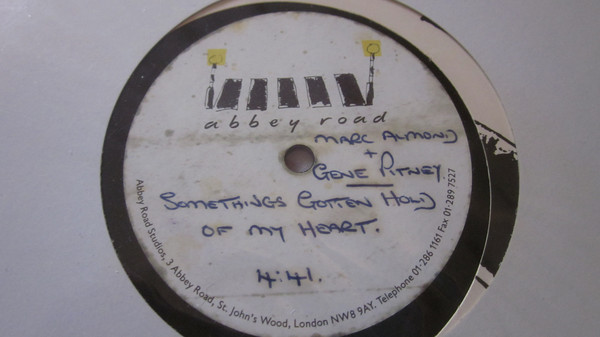 abbey road
MARC ALMOND
+
GENE PITNEY
SOMETHINGS GOTTEN HOLD
OF MY HEART.
4:41.
Abbey Road Studios, 3 Abbey Road, St. John's Wood, London NW8 9AY. Telephone 01-286 1161 Fax 01-289 7527